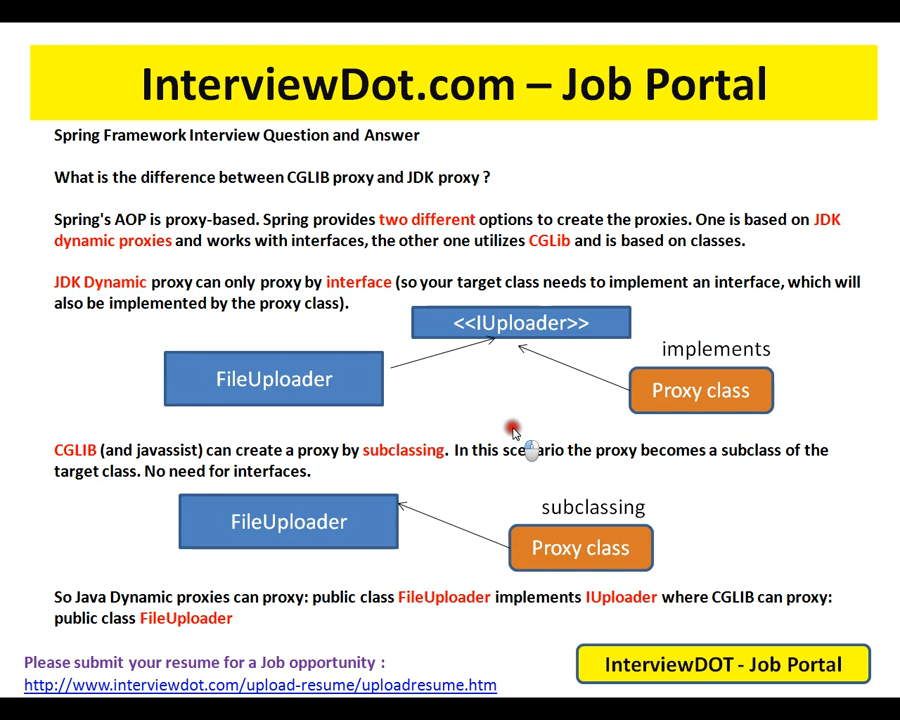 InterviewDot.com – Job Portal
Spring Framework Interview Question and Answer
What is the difference between CGLIB proxy and JDK proxy ?
Spring's AOP is proxy-based. Spring provides two different options to create the proxies. One is based on JDK
dynamic proxies and works with interfaces, the other one utilizes CGLib and is based on classes.
JDK Dynamic proxy can only proxy by interface (so your target class needs to implement an interface, which will
also be implemented by the proxy class).
<<IUploader>>
implements
FileUploader
Proxy class
CGLIB (and javassist) can create a proxy by subclassing. In this scenario the proxy becomes a subclass of the
target class. No need for interfaces.
subclassing
FileUploader
Proxy class
So Java Dynamic proxies can proxy: public class FileUploader implements IUploader where CGLIB can proxy:
public class FileUploader
Please submit your resume for a Job opportunity :
http://www.interviewdot.com/upload-resume/uploadresume.htm
InterviewDOT - Job Portal